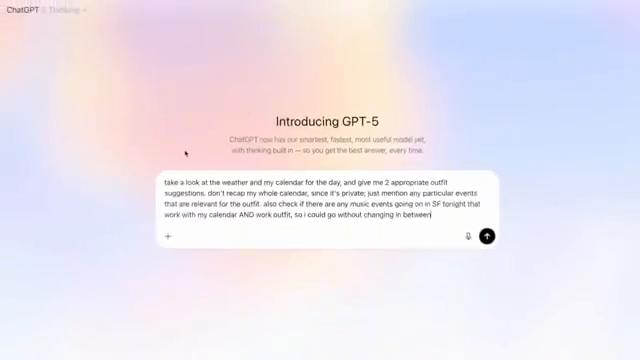 ChatGPT 5 Thinking
Introducing GPT-5
ChatGPT now has our smartest, fastest, most useful model yet,
with thinking built in — so you get the best answer, every time.
take a look at the weather and my calendar for the day, and give me 2 appropriate outfit
suggestions. don't recap my whole calendar, since it's private; just mention any particular events
that are relevant for the outfit. also check if there are any music events going on in SF tonight that
work with my calendar AND work outfit, so i could go without changing in between